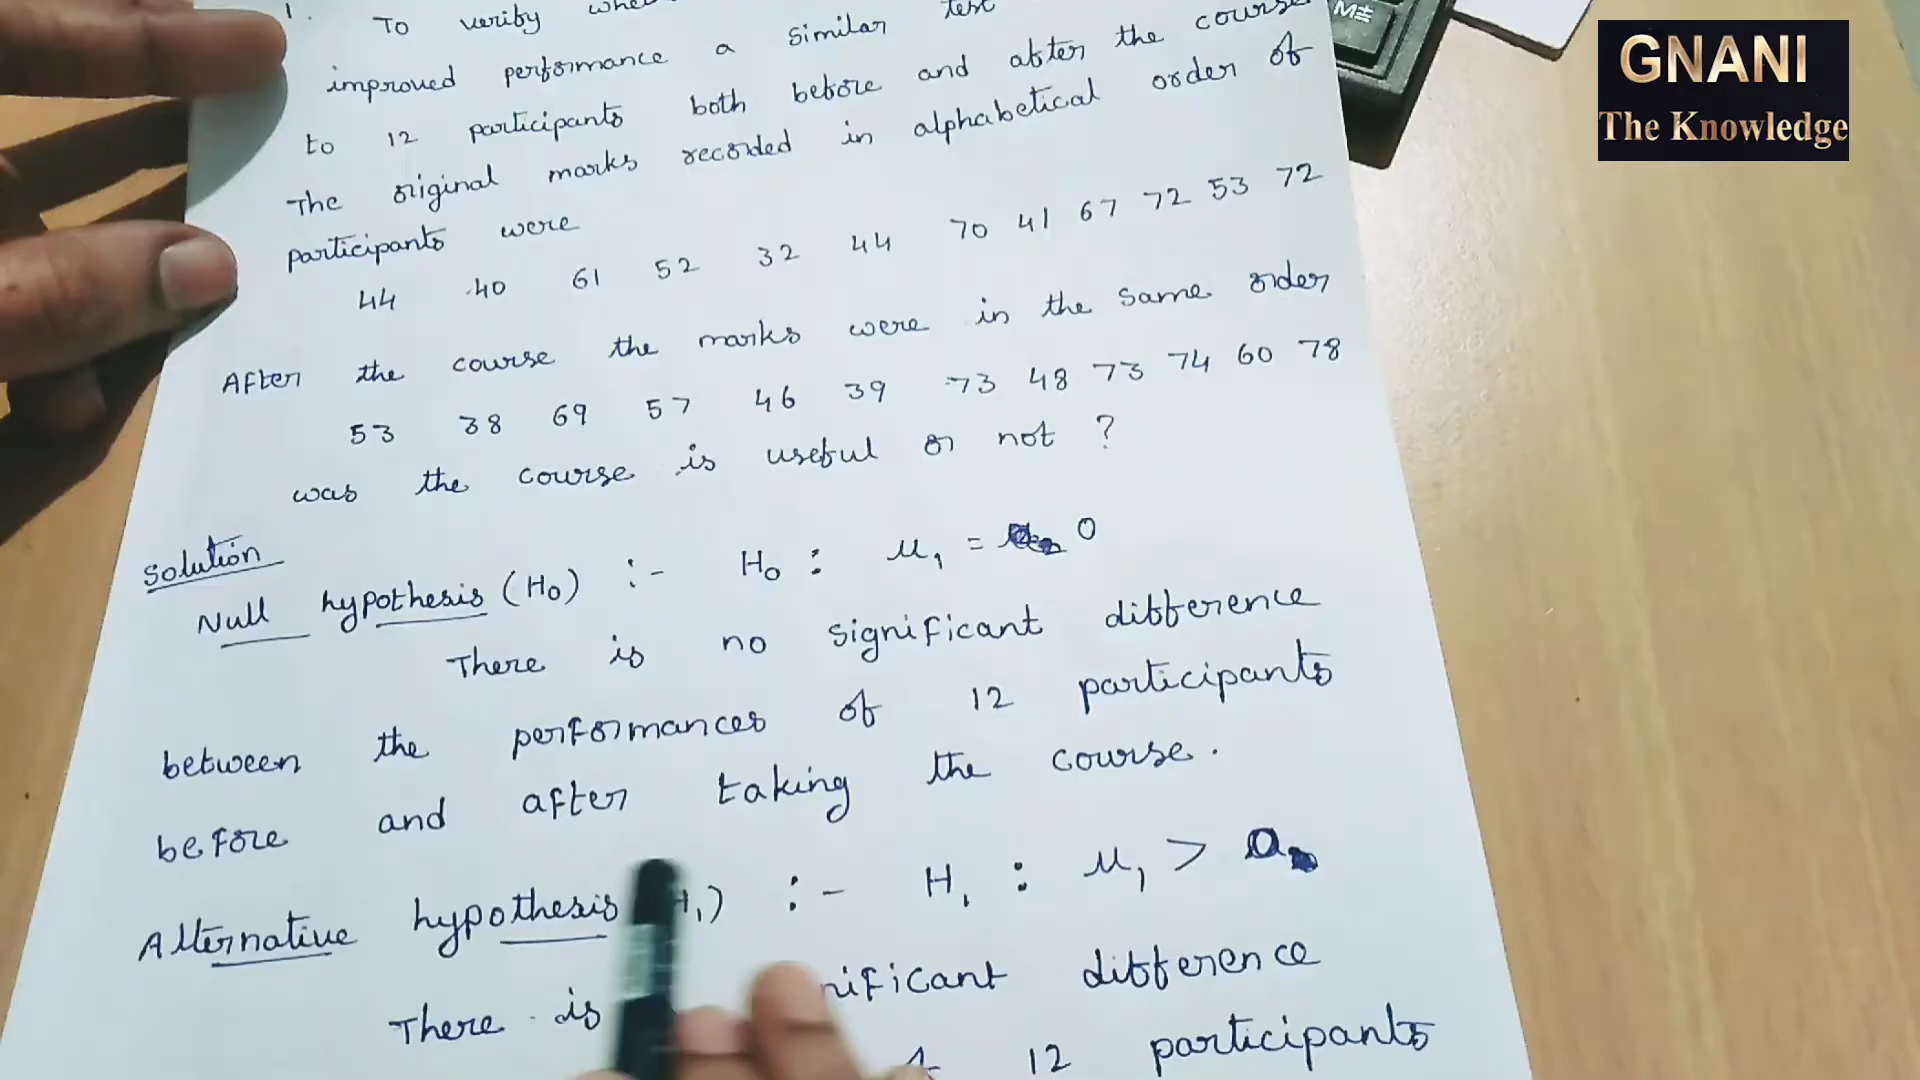 1. To verify
improved performance a similar test
to 12 participants both before and after the course
The original marks recorded in alphabetical order of
participants were
44 40 61 52 32 44 70 41 67 72 53 72
After the course the marks were in the same order
53 38 69 57 46 39 73 48 73 74 60 78
was the course is useful or not ?
Solution
Null hypothesis (H0) :- H0 : μ1 = 0
There is no significant difference
between the performances of 12 participants
before and after taking the course.
Alternative hypothesis H1) :- H1 : μ1 >
There is difference
12 participants
GNANI
The Knowledge